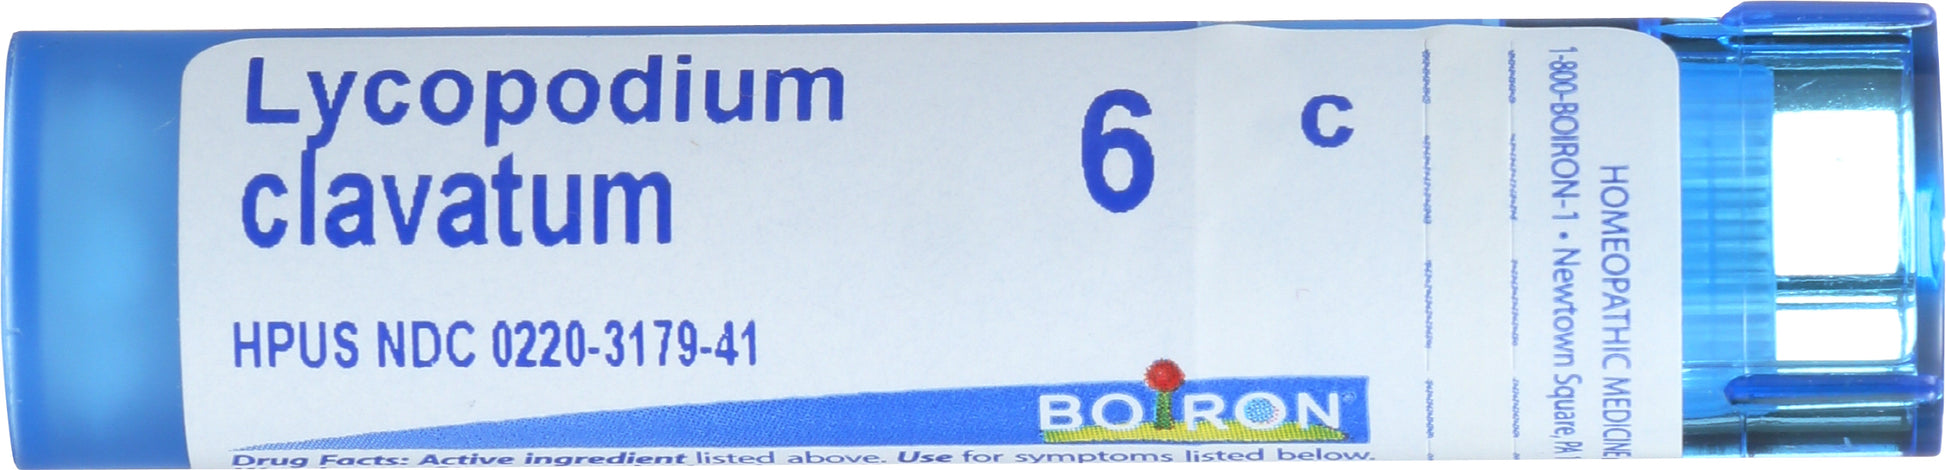 Lycopodium
clavatum
6 c
HPUS NDC 0220-3179-41
BOIRON
Drug Facts: Active ingredient listed above. Use for symptoms listed below.
HOMEOPATHIC MEDICINE
1-800-BOIRON-1 • Newtown Square, PA